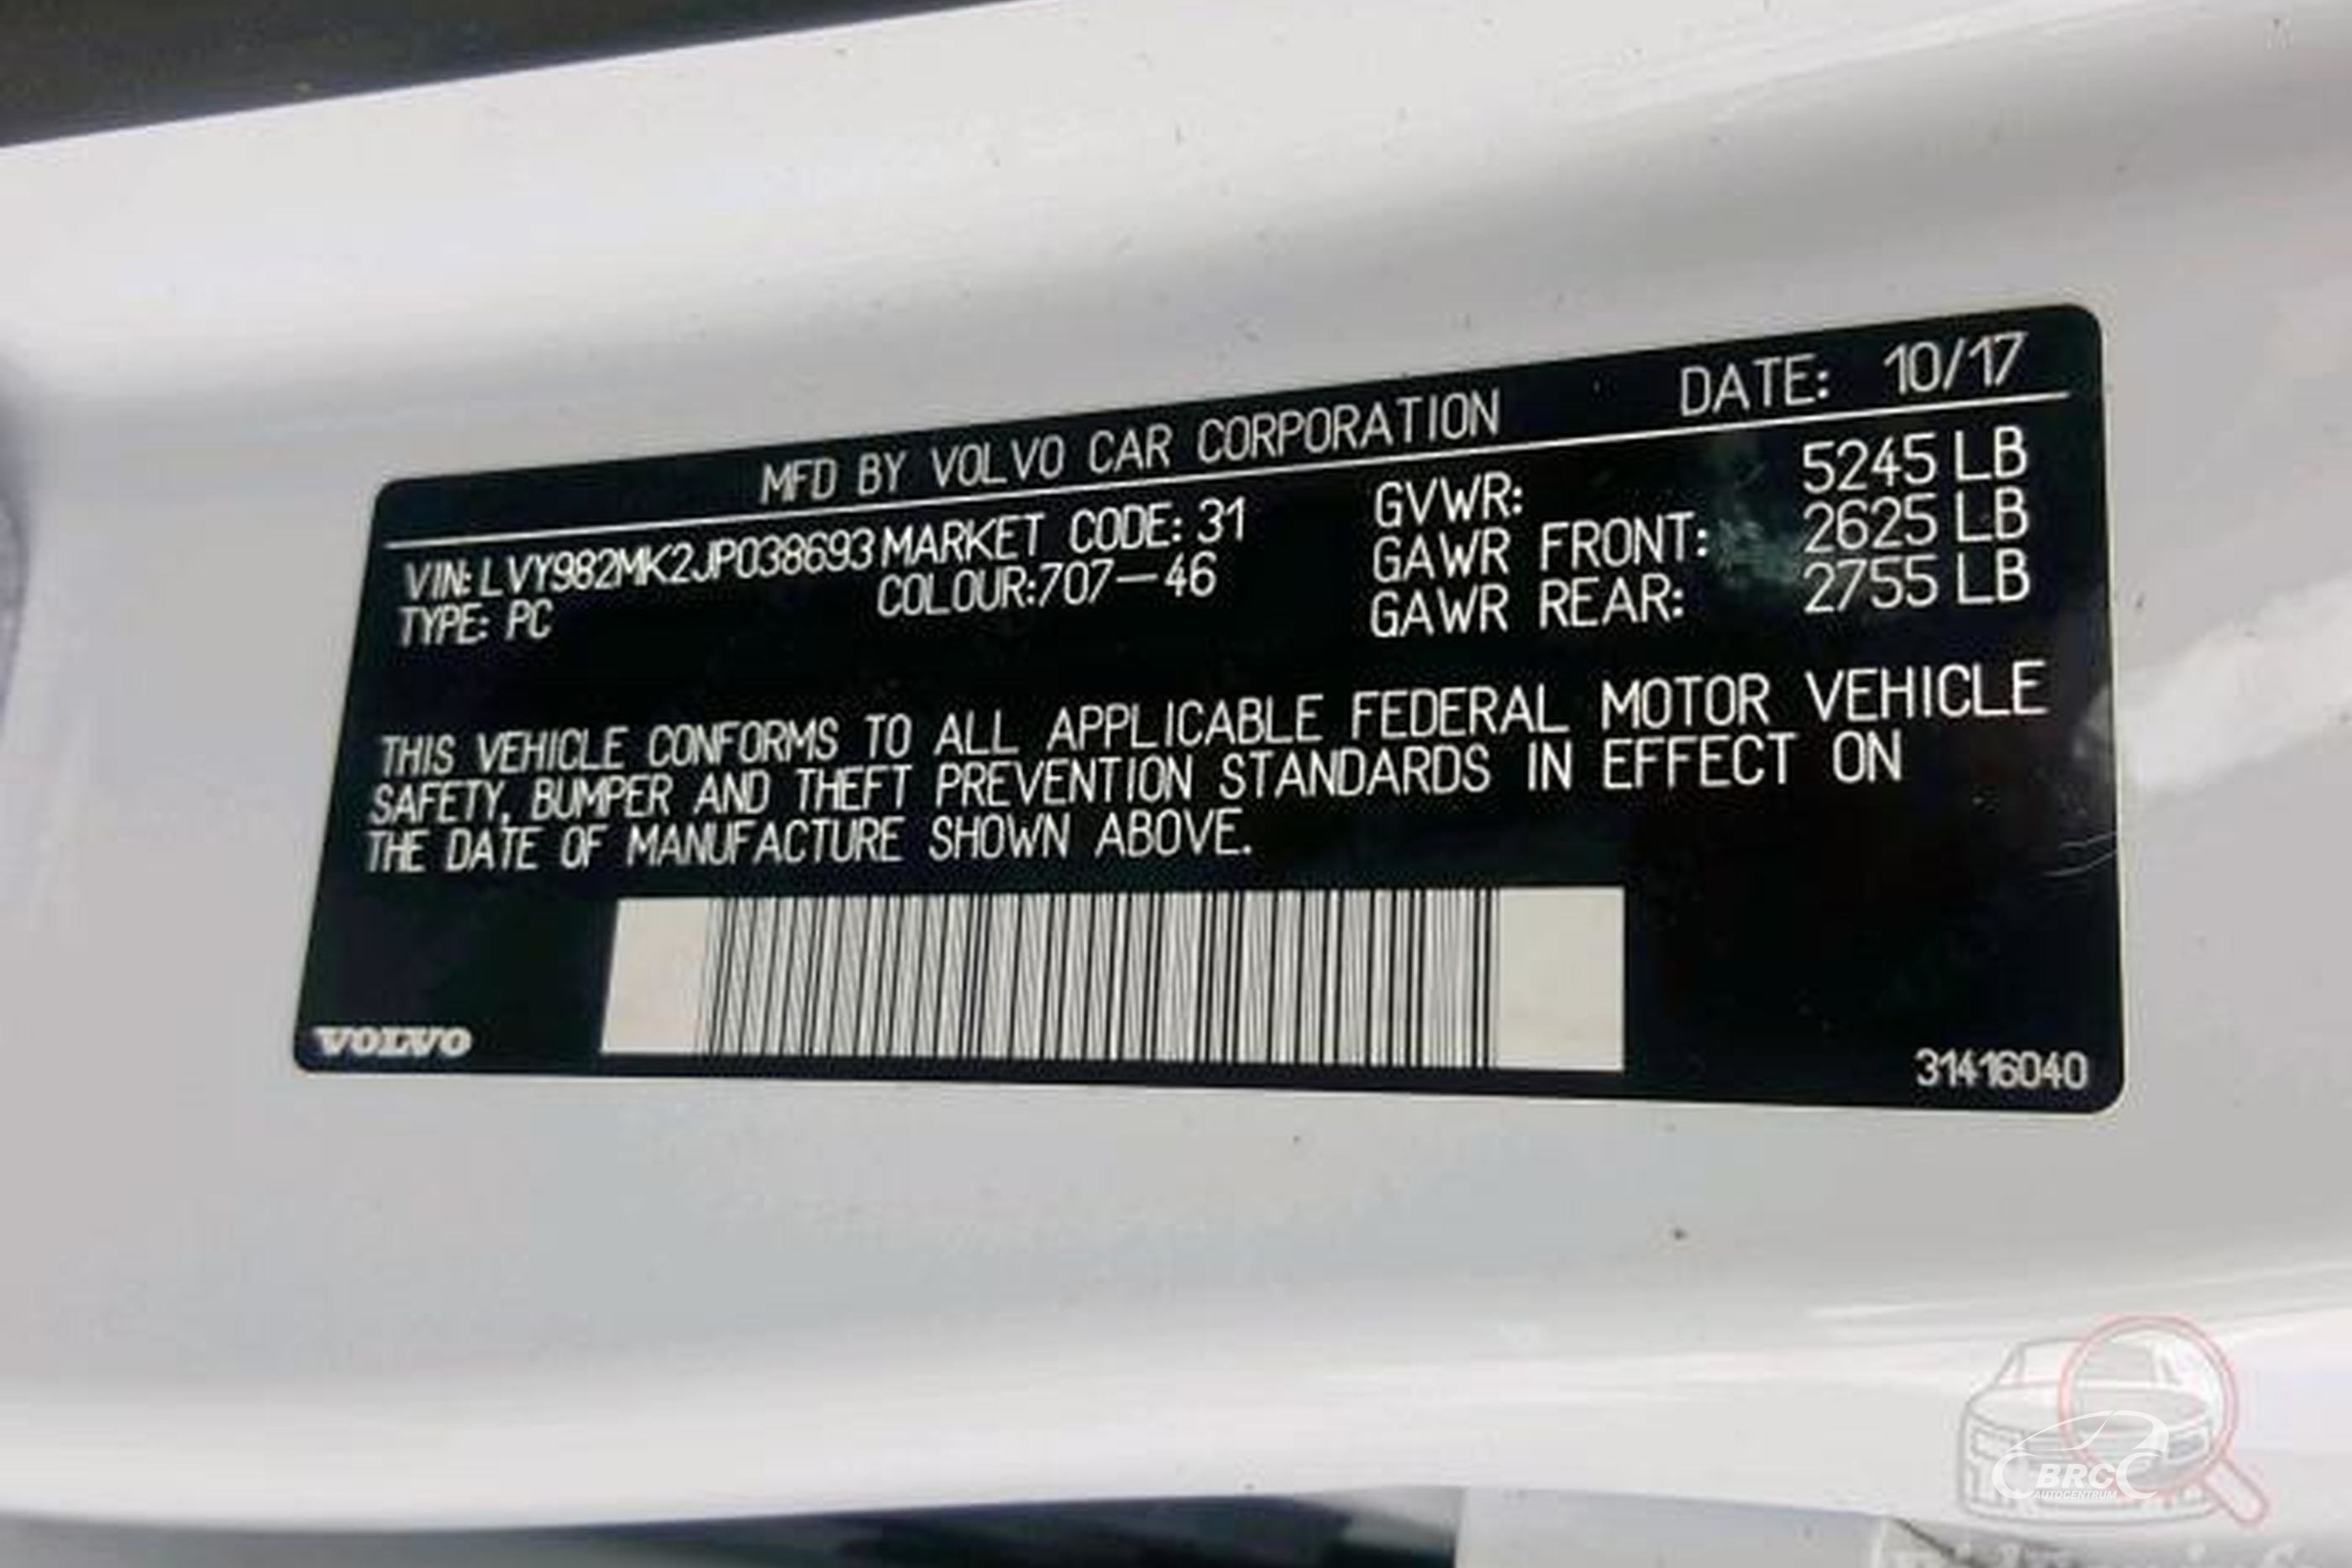 MFD BY VOLVO CAR CORPORATION DATE: 10/17
VIN: LVY982MK2JP038693 MARKET CODE: 31 GVWR: 5245 LB
TYPE: PC COLOUR:707-46 GAWR FRONT: 2625 LB
GAWR REAR: 2755 LB
THIS VEHICLE CONFORMS TO ALL APPLICABLE FEDERAL MOTOR VEHICLE
SAFETY, BUMPER AND THEFT PREVENTION STANDARDS IN EFFECT ON
THE DATE OF MANUFACTURE SHOWN ABOVE.
VOLVO
31416040
BRC
AUTOCENTRUM